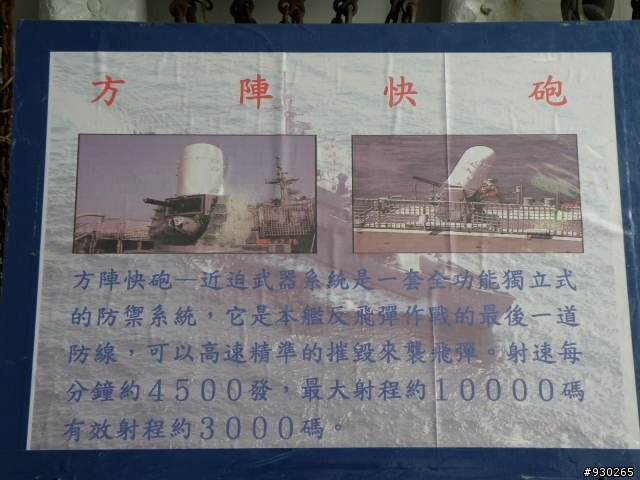 方陣快砲
方陣快砲—近迫武器系統是一套全功能獨立式
的防禦系統，它是本艦反飛彈作戰的最後一道
防線，可以高速精準的摧毀來襲飛彈。射速每
分鐘約４５００發，最大射程約１００００碼
有效射程約３０００碼。
#930265